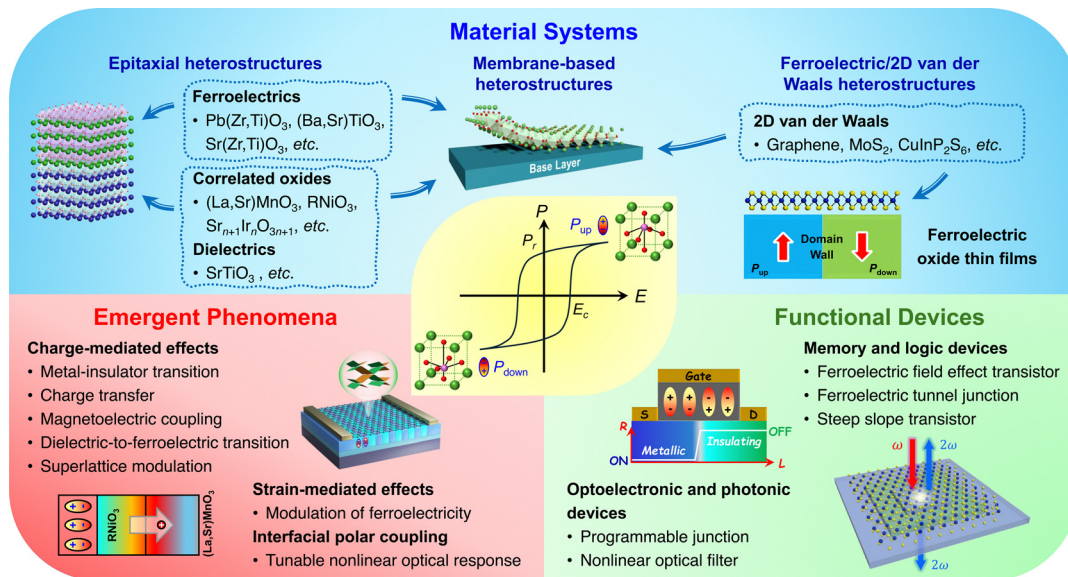 Material Systems
Epitaxial heterostructures
Ferroelectrics
• Pb(Zr,Ti)O₃, (Ba,Sr)TiO₃,
Sr(Zr,Ti)O₃, etc.
Correlated oxides
• (La,Sr)MnO₃, RNiO₃,
Srₙ₊₁IrₙO₃ₙ₊₁, etc.
Dielectrics
• SrTiO₃ , etc.
Membrane-based
heterostructures
Base Layer
Ferroelectric/2D van der
Waals heterostructures
2D van der Waals
• Graphene, MoS₂, CuInP₂S₆, etc.
Domain
Wall
P_up
P_down
Ferroelectric
oxide thin films
P
P_up
+
-
P_r
E
E_c
P_down
Emergent Phenomena
Charge-mediated effects
• Metal-insulator transition
• Charge transfer
• Magnetoelectric coupling
• Dielectric-to-ferroelectric transition
• Superlattice modulation
+ -
+ -
+ -
RNiO₃
+
(La,Sr)MnO₃
Strain-mediated effects
• Modulation of ferroelectricity
Interfacial polar coupling
• Tunable nonlinear optical response
Functional Devices
Memory and logic devices
• Ferroelectric field effect transistor
• Ferroelectric tunnel junction
• Steep slope transistor
Gate
+ + - -
- - + +
S
D
R
OFF
Metallic
Insulating
ON
L
Optoelectronic and photonic
devices
• Programmable junction
• Nonlinear optical filter
ω
2ω
2ω